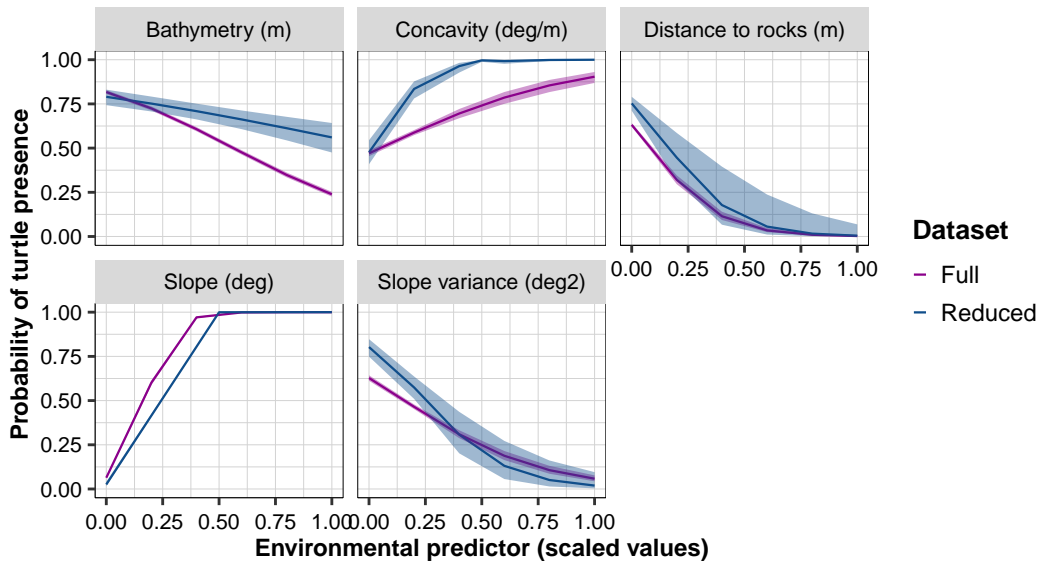 Bathymetry (m)
Concavity (deg/m)
Distance to rocks (m)
1.00
0.75
0.50
0.25
0.00
0.00 0.25 0.50 0.75 1.00
Slope (deg)
Slope variance (deg2)
1.00
0.75
0.50
0.25
0.00
0.00 0.25 0.50 0.75 1.00
0.00 0.25 0.50 0.75 1.00
Probability of turtle presence
Environmental predictor (scaled values)
Dataset
Full
Reduced